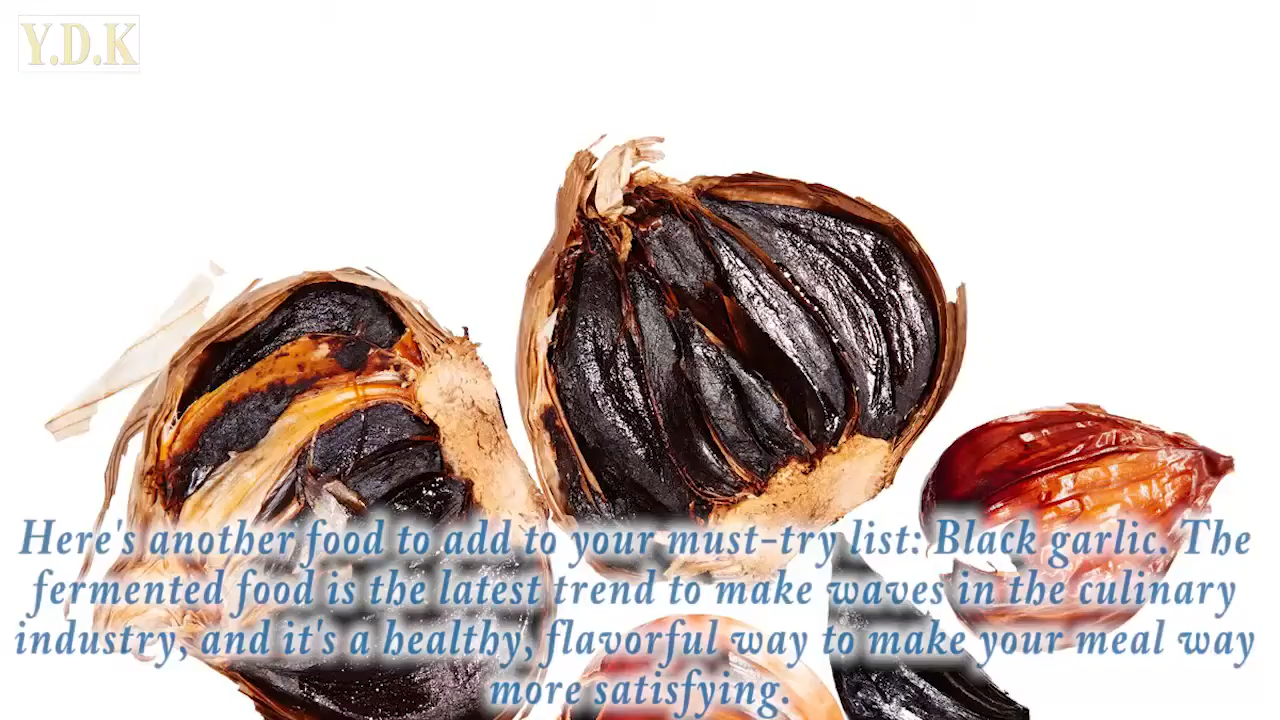 Y.D.K
Here's another food to add to your must-try list: Black garlic. The
fermented food is the latest trend to make waves in the culinary
industry, and it's a healthy, flavorful way to make your meal way
more satisfying.